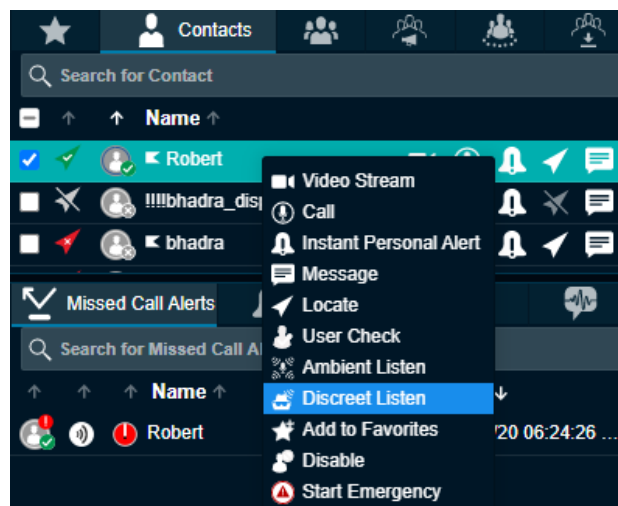 Contacts
Search for Contact
Name
Robert
!!!!bhadra_dis
bhadra
Video Stream
Call
Instant Personal Alert
Message
Locate
User Check
Ambient Listen
Discreet Listen
Add to Favorites
Disable
Start Emergency
Missed Call Alerts
Search for Missed Call Al
Name
Robert
/20 06:24:26 ...